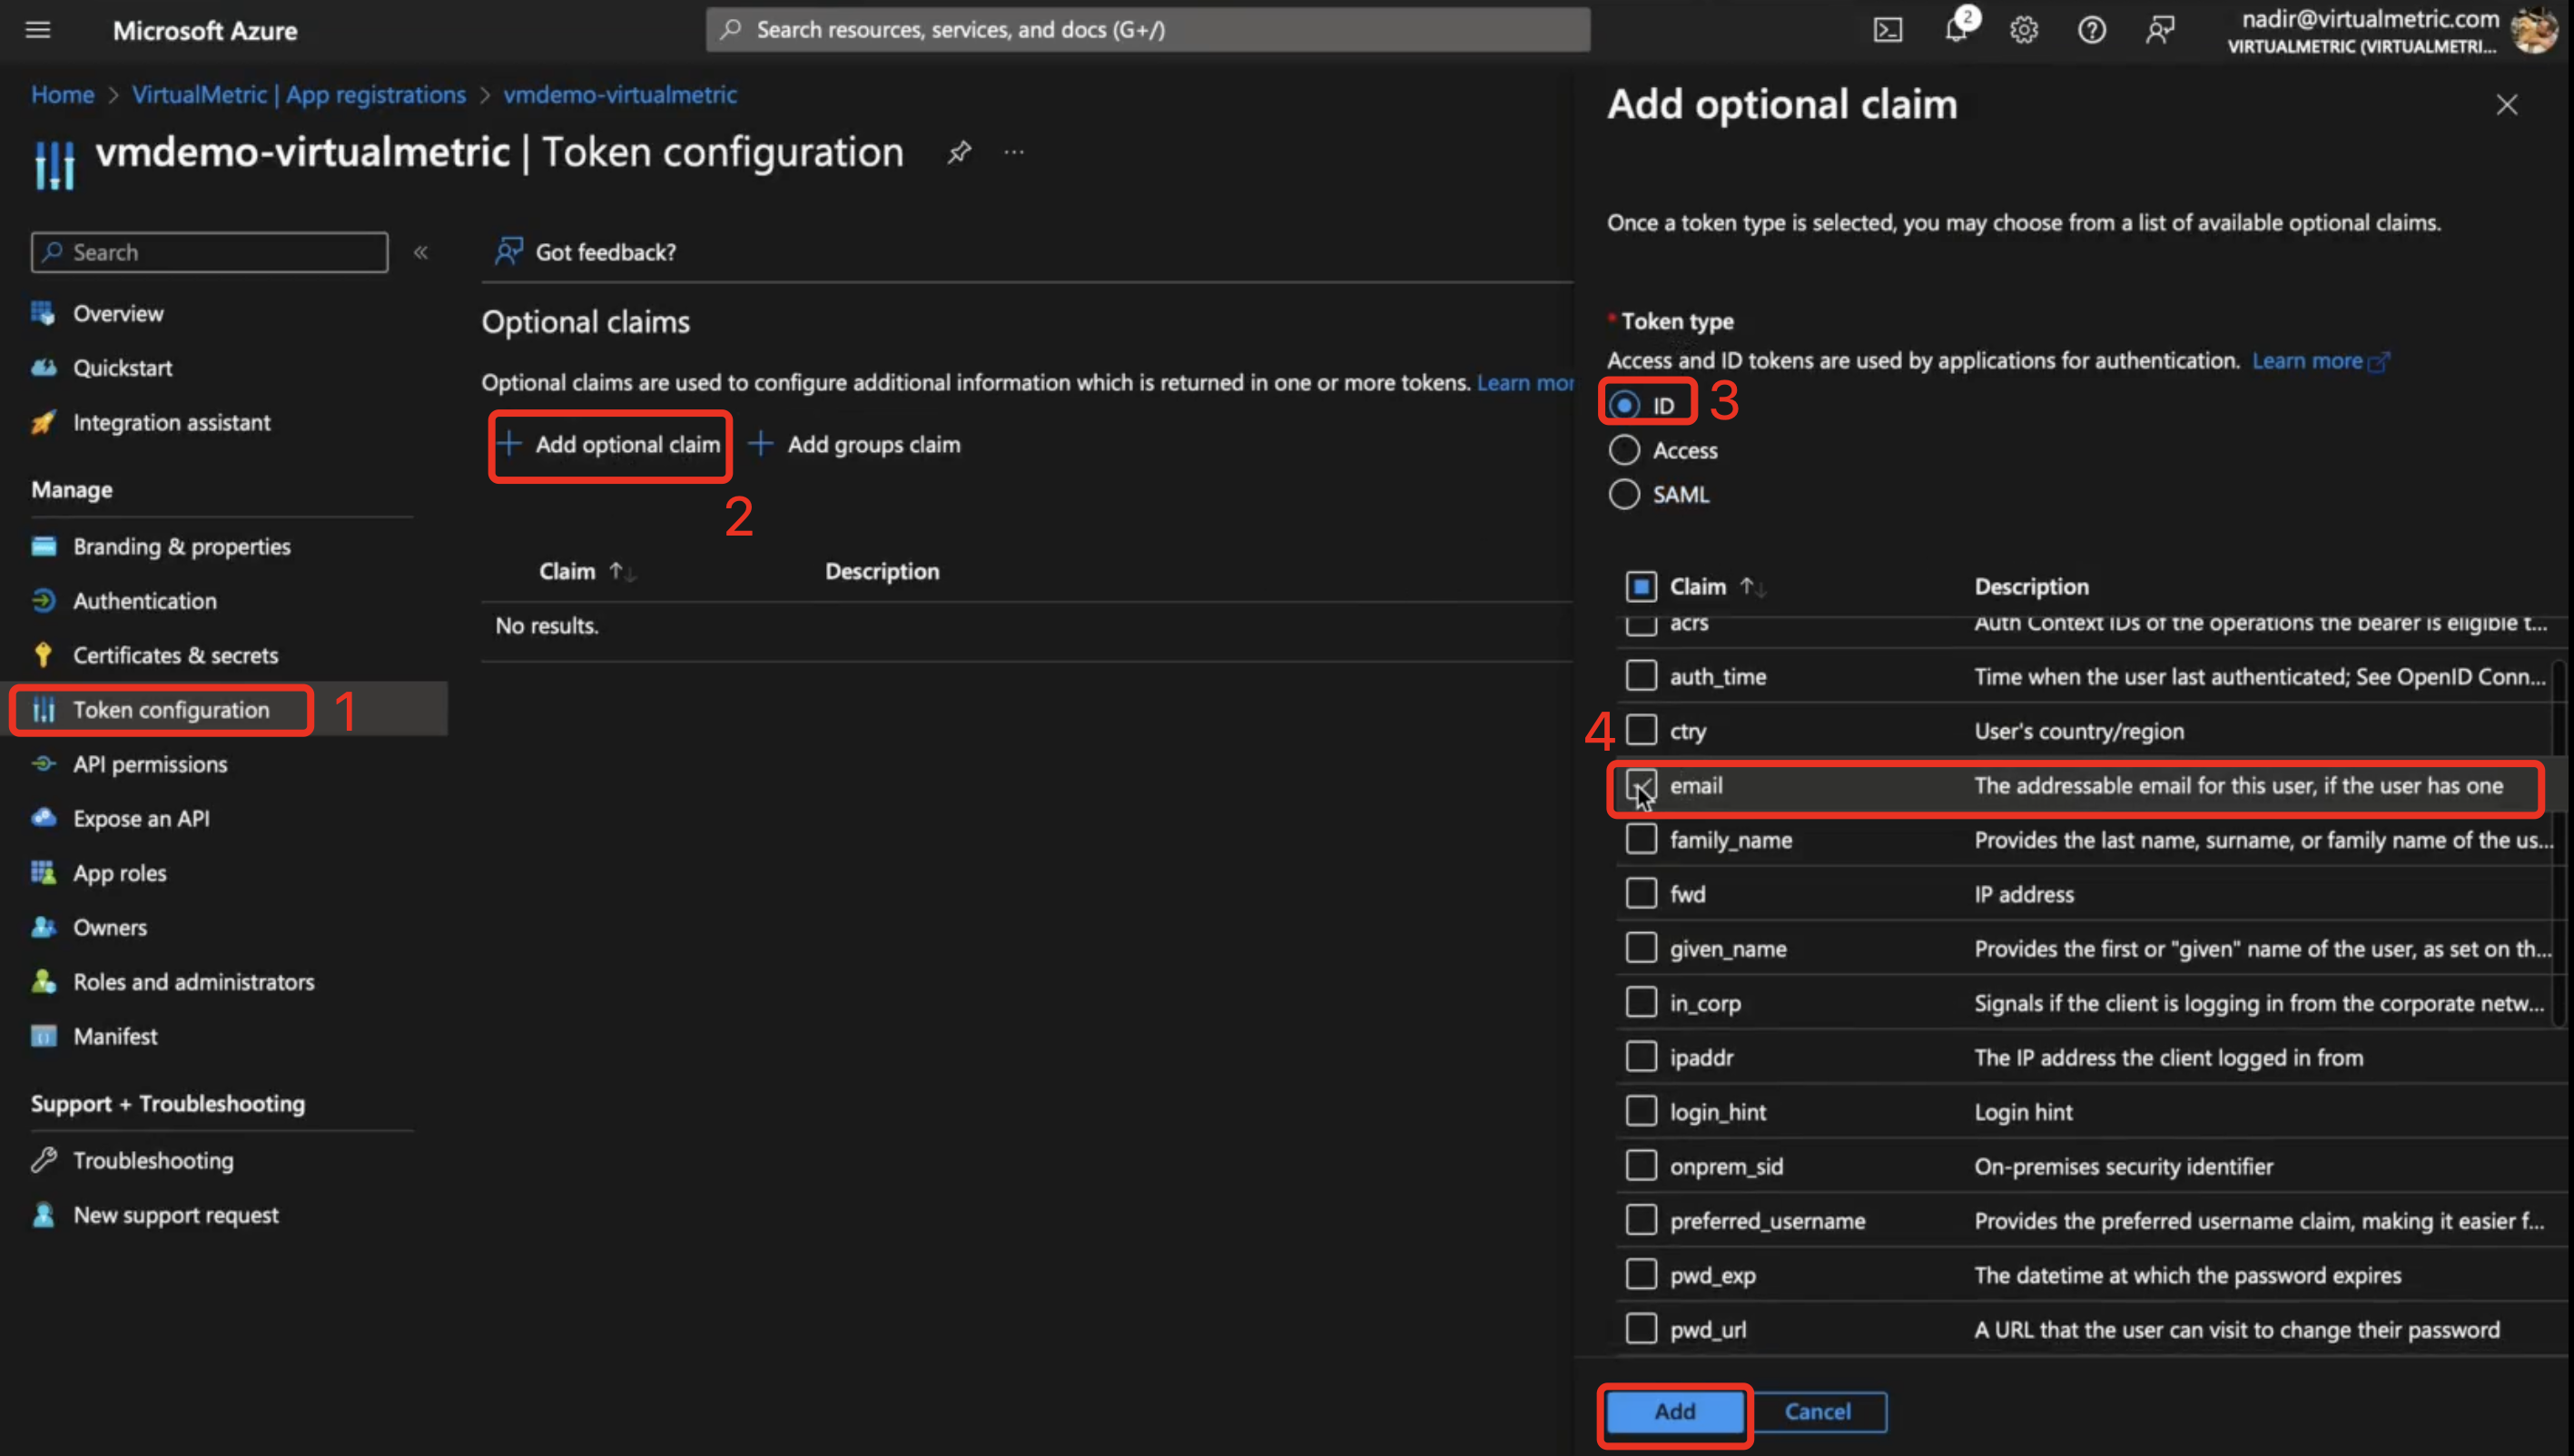 Microsoft Azure
Search resources, services, and docs (G+/)
2
nadir@virtualmetric.com
VIRTUALMETRIC (VIRTUALMETRI...
Home > VirtualMetric | App registrations > vmdemo-virtualmetric
vmdemo-virtualmetric | Token configuration
...
Search
«
Overview
Quickstart
Integration assistant
Manage
Branding & properties
Authentication
Certificates & secrets
Token configuration
1
API permissions
Expose an API
App roles
Owners
Roles and administrators
Manifest
Support + Troubleshooting
Troubleshooting
New support request
Got feedback?
Optional claims
Optional claims are used to configure additional information which is returned in one or more tokens. Learn mor
+ Add optional claim + Add groups claim
2
Claim ↑↓ Description
No results.
Add optional claim
Once a token type is selected, you may choose from a list of available optional claims.
* Token type
Access and ID tokens are used by applications for authentication. Learn more
ID
3
Access
SAML
Claim ↑↓ Description
acrs Auth Context IDs of the operations the bearer is eligible t...
auth_time Time when the user last authenticated; See OpenID Conn...
4
ctry User's country/region
email The addressable email for this user, if the user has one
family_name Provides the last name, surname, or family name of the us...
fwd IP address
given_name Provides the first or "given" name of the user, as set on th...
in_corp Signals if the client is logging in from the corporate netw...
ipaddr The IP address the client logged in from
login_hint Login hint
onprem_sid On-premises security identifier
preferred_username Provides the preferred username claim, making it easier f...
pwd_exp The datetime at which the password expires
pwd_url A URL that the user can visit to change their password
Add Cancel